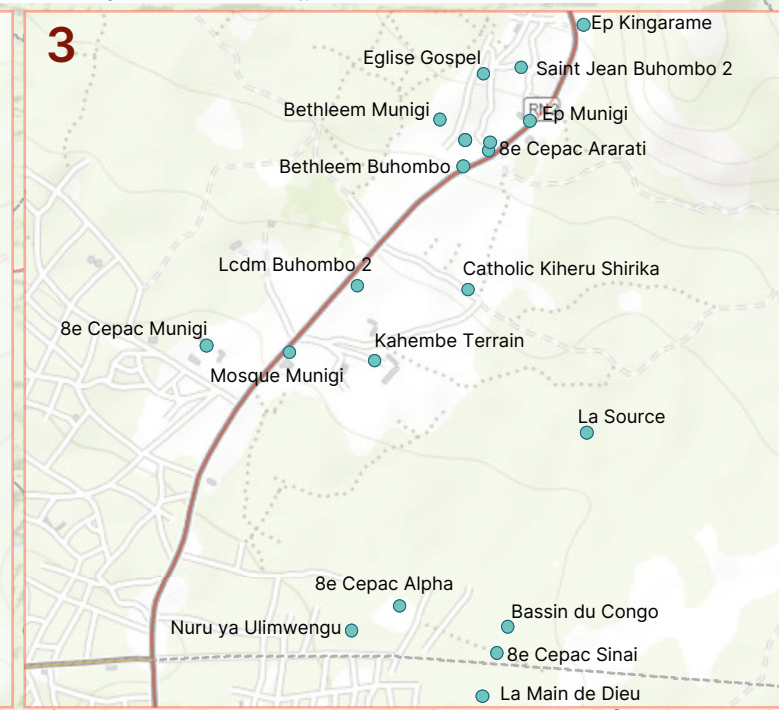 3
Ep Kingarame
Eglise Gospel
Saint Jean Buhombo 2
Bethleem Munigi
Ep Munigi
8e Cepac Ararati
Bethleem Buhombo
Lcdm Buhombo 2
Catholic Kiheru Shirika
8e Cepac Munigi
Kahembe Terrain
Mosque Munigi
La Source
8e Cepac Alpha
Bassin du Congo
Nuru ya Ulimwengu
8e Cepac Sinai
La Main de Dieu